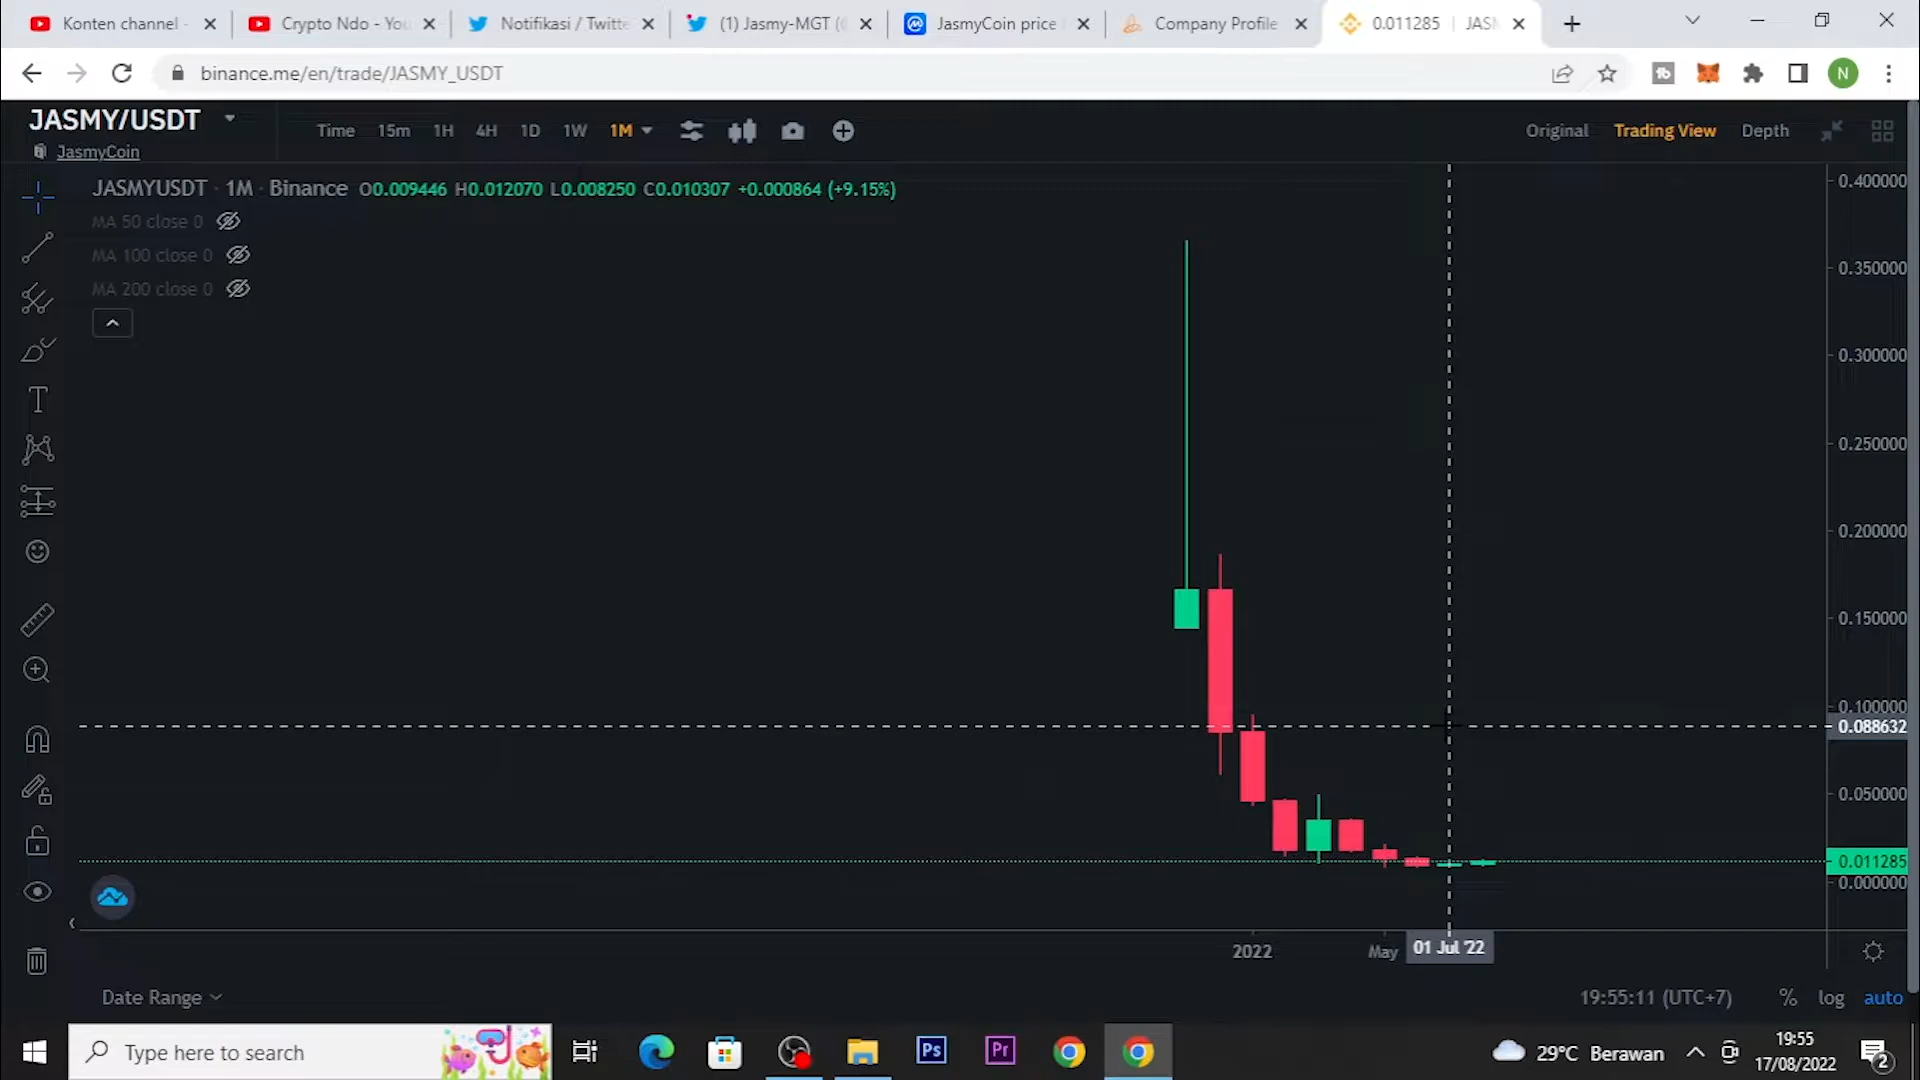 Konten channel -
Crypto Ndo - You
Notifikasi / Twitte
(1) Jasmy-MGT (
JasmyCoin price
Company Profile
0.011285 | JASM
binance.me/en/trade/JASMY_USDT
N
JASMY/USDT
JasmyCoin
Time 15m 1H 4H 1D 1W 1M
Original Trading View Depth
JASMYUSDT · 1M · Binance O0.009446 H0.012070 L0.008250 C0.010307 +0.000864 (+9.15%)
MA 50 close 0
MA 100 close 0
MA 200 close 0
0.400000
0.350000
0.300000
0.250000
0.200000
0.150000
0.100000
0.088632
0.050000
0.011285
0.000000
2022 May 01 Jul '22
Date Range
19:55:11 (UTC+7) % log auto
Type here to search
Ps
Pr
29°C Berawan
19:55
17/08/2022
2